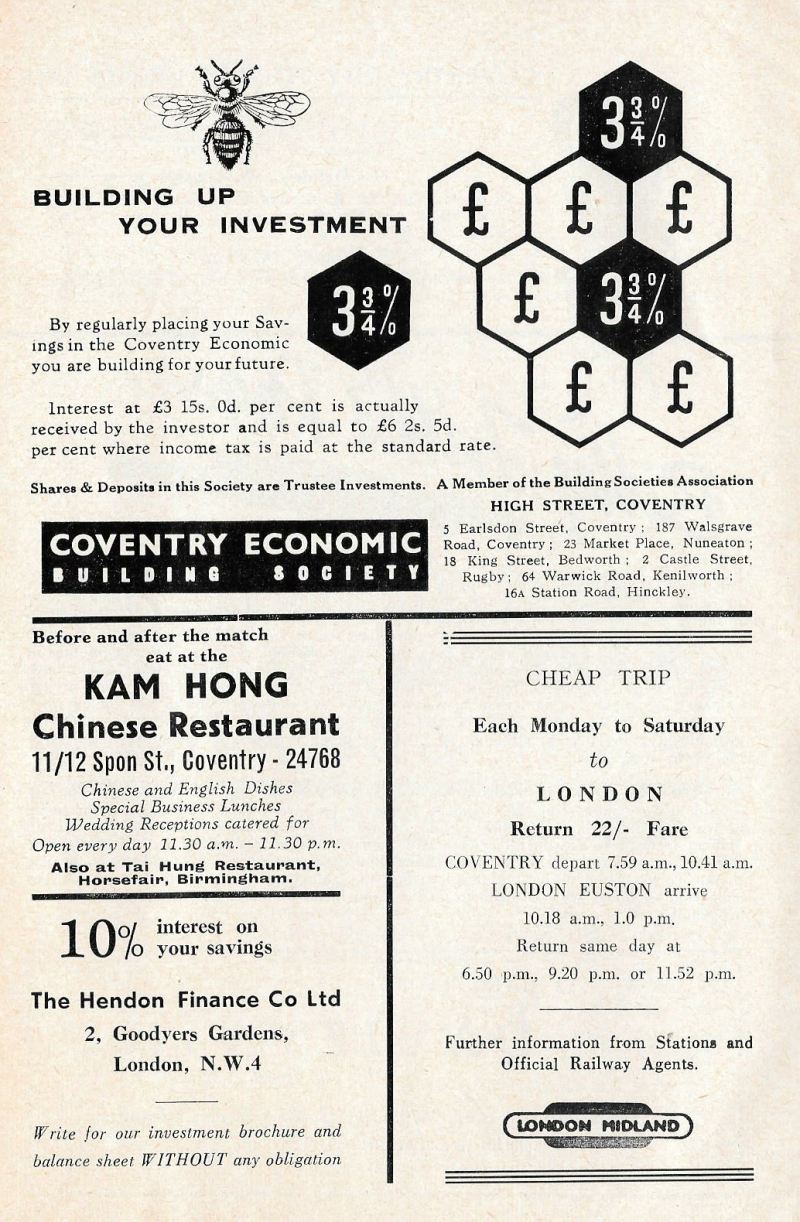 3¾%
£ £ £
£ 3¾%
£ £
BUILDING UP
YOUR INVESTMENT
3¾%
By regularly placing your Sav-
ings in the Coventry Economic
you are building for your future.
Interest at £3 15s. 0d. per cent is actually
received by the investor and is equal to £6 2s. 5d.
per cent where income tax is paid at the standard rate.
Shares & Deposits in this Society are Trustee Investments. A Member of the Building Societies Association
COVENTRY ECONOMIC
BUILDING SOCIETY
HIGH STREET, COVENTRY
5 Earlsdon Street, Coventry ; 187 Walsgrave
Road, Coventry ; 23 Market Place, Nuneaton ;
18 King Street, Bedworth ; 2 Castle Street,
Rugby ; 64 Warwick Road, Kenilworth ;
16A Station Road, Hinckley.
Before and after the match
eat at the
KAM HONG
Chinese Restaurant
11/12 Spon St., Coventry - 24768
Chinese and English Dishes
Special Business Lunches
Wedding Receptions catered for
Open every day 11.30 a.m. – 11.30 p.m.
Also at Tai Hung Restaurant,
Horsefair, Birmingham.
10% interest on
your savings
The Hendon Finance Co Ltd
2, Goodyers Gardens,
London, N.W.4
Write for our investment brochure and
balance sheet WITHOUT any obligation
CHEAP TRIP
Each Monday to Saturday
to
LONDON
Return 22/- Fare
COVENTRY depart 7.59 a.m., 10.41 a.m.
LONDON EUSTON arrive
10.18 a.m., 1.0 p.m.
Return same day at
6.50 p.m., 9.20 p.m. or 11.52 p.m.
Further information from Stations and
Official Railway Agents.
LONDON MIDLAND